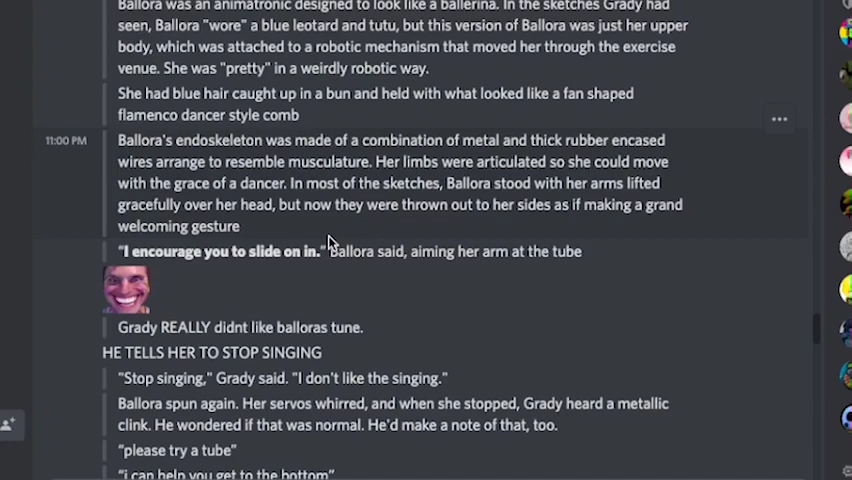 Ballora was an animatronic designed to look like a ballerina. In the sketches Grady had
seen, Ballora "wore" a blue leotard and tutu, but this version of Ballora was just her upper
body, which was attached to a robotic mechanism that moved her through the exercise
venue. She was "pretty" in a weirdly robotic way.
She had blue hair caught up in a bun and held with what looked like a fan shaped
flamenco dancer style comb
11:00 PM
Ballora's endoskeleton was made of a combination of metal and thick rubber encased
wires arrange to resemble musculature. Her limbs were articulated so she could move
with the grace of a dancer. In most of the sketches, Ballora stood with her arms lifted
gracefully over her head, but now they were thrown out to her sides as if making a grand
welcoming gesture
"I encourage you to slide on in." Ballora said, aiming her arm at the tube
Grady REALLY didnt like balloras tune.
HE TELLS HER TO STOP SINGING
"Stop singing," Grady said. "I don't like the singing."
Ballora spun again. Her servos whirred, and when she stopped, Grady heard a metallic
clink. He wondered if that was normal. He'd make a note of that, too.
"please try a tube"
"i can help you get to the bottom"